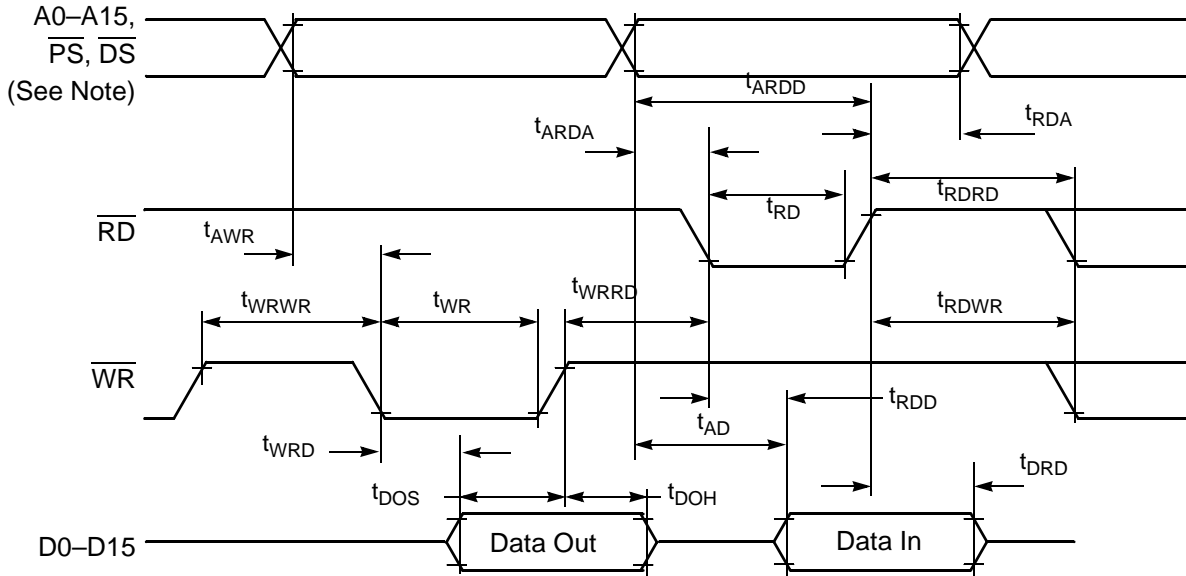 A0–A15,
PS, DS
(See Note)
tARDD
tARDA
tRDA
tRD
tRDRD
RD
tAWR
tWRWR
tWR
tWRRD
tRDWR
WR
tRDD
tAD
tWRD
tDRD
tDOS
tDOH
D0–D15
Data Out
Data In